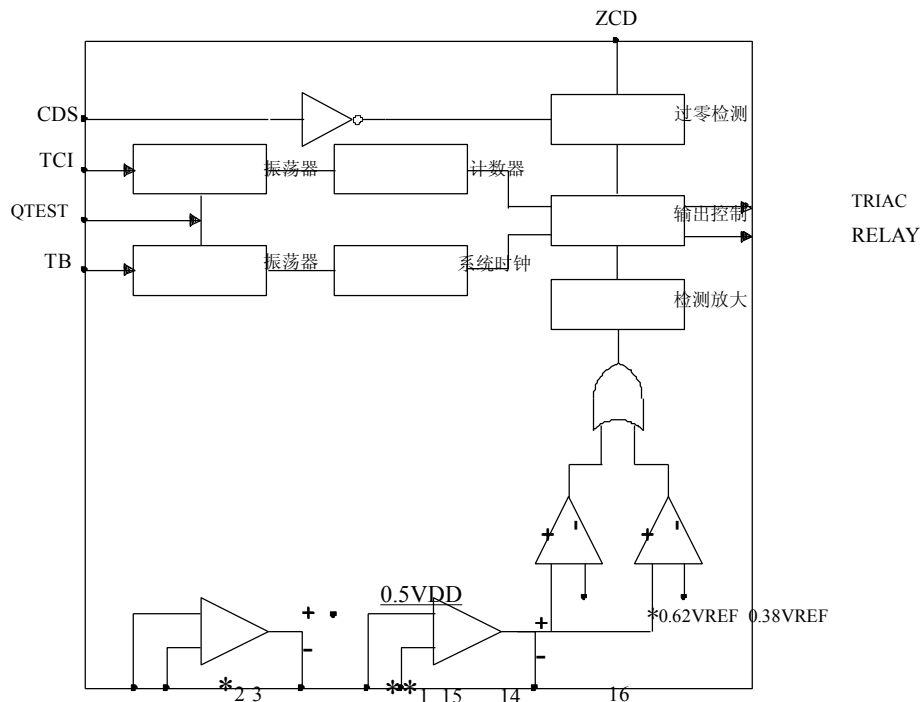 ZCD
CDS
过零检测
TCI
振荡器
计数器
QTEST
输出控制
TRIAC
RELAY
TB
振荡器
系统时钟
检测放大
+ -
+ -
0.5VDD
*0.62VREF 0.38VREF
+
-
+
-
*2 3
**1 15 14 16